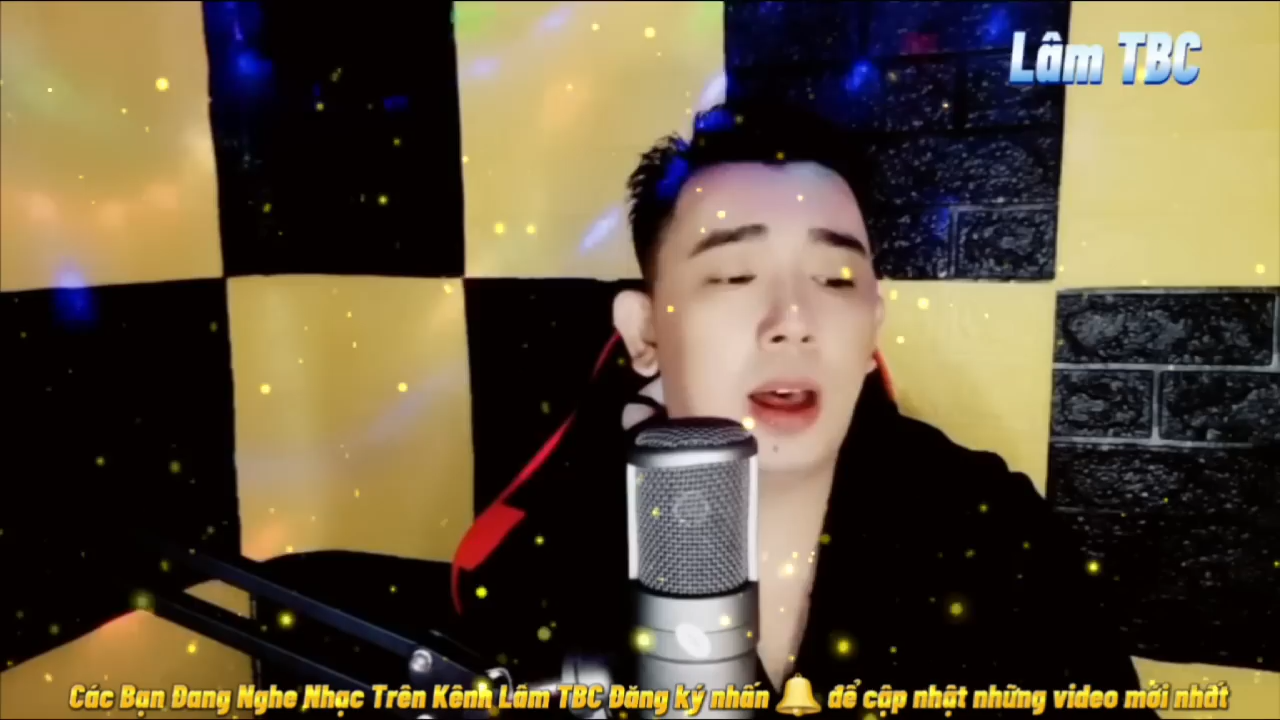 Lâm TBC
Các Bạn Đang Nghe Nhạc Trên Kênh Lâm TBC Đăng ký nhấn 🔔 để cập nhật những video mới nhất